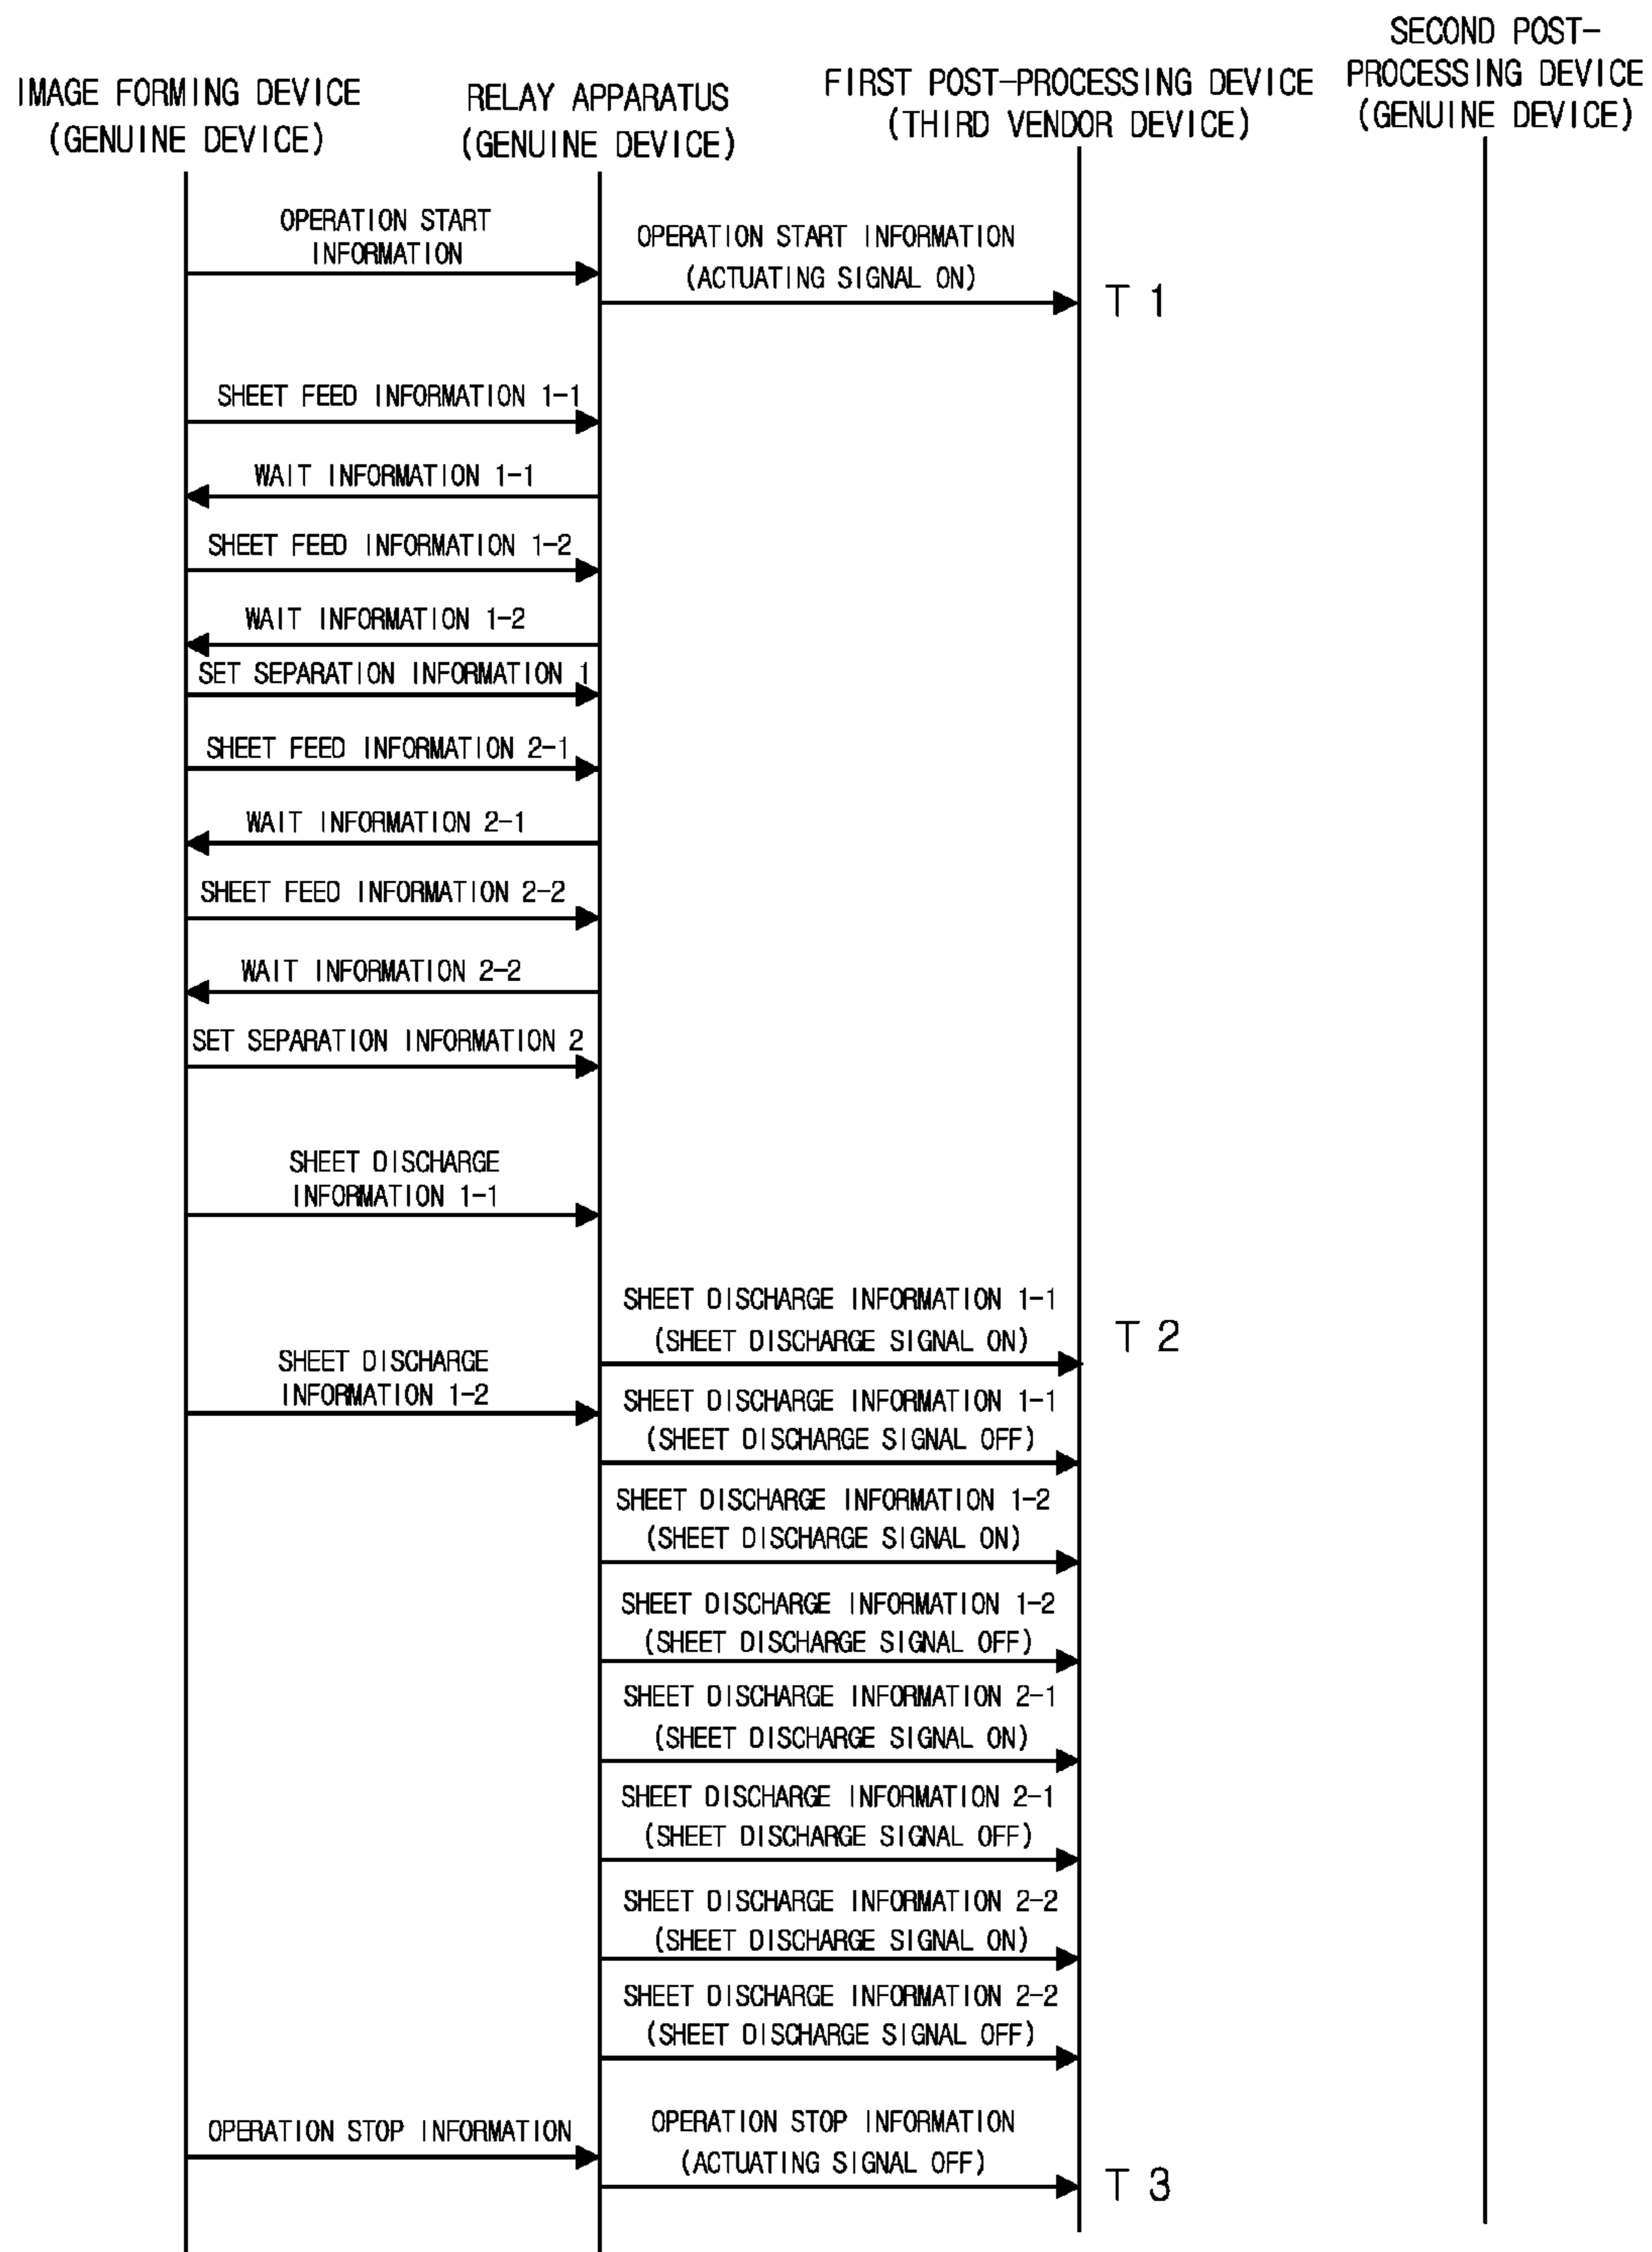 IMAGE FORMING DEVICE
(GENUINE DEVICE)
RELAY APPARATUS
(GENUINE DEVICE)
FIRST POST-PROCESSING DEVICE
(THIRD VENDOR DEVICE)
SECOND POST-
PROCESSING DEVICE
(GENUINE DEVICE)
OPERATION START
INFORMATION
OPERATION START INFORMATION
(ACTUATING SIGNAL ON)
T 1
SHEET FEED INFORMATION 1-1
WAIT INFORMATION 1-1
SHEET FEED INFORMATION 1-2
WAIT INFORMATION 1-2
SET SEPARATION INFORMATION 1
SHEET FEED INFORMATION 2-1
WAIT INFORMATION 2-1
SHEET FEED INFORMATION 2-2
WAIT INFORMATION 2-2
SET SEPARATION INFORMATION 2
SHEET DISCHARGE
INFORMATION 1-1
SHEET DISCHARGE INFORMATION 1-1
(SHEET DISCHARGE SIGNAL ON)
T 2
SHEET DISCHARGE
INFORMATION 1-2
SHEET DISCHARGE INFORMATION 1-1
(SHEET DISCHARGE SIGNAL OFF)
SHEET DISCHARGE INFORMATION 1-2
(SHEET DISCHARGE SIGNAL ON)
SHEET DISCHARGE INFORMATION 1-2
(SHEET DISCHARGE SIGNAL OFF)
SHEET DISCHARGE INFORMATION 2-1
(SHEET DISCHARGE SIGNAL ON)
SHEET DISCHARGE INFORMATION 2-1
(SHEET DISCHARGE SIGNAL OFF)
SHEET DISCHARGE INFORMATION 2-2
(SHEET DISCHARGE SIGNAL ON)
SHEET DISCHARGE INFORMATION 2-2
(SHEET DISCHARGE SIGNAL OFF)
OPERATION STOP INFORMATION
OPERATION STOP INFORMATION
(ACTUATING SIGNAL OFF)
T 3